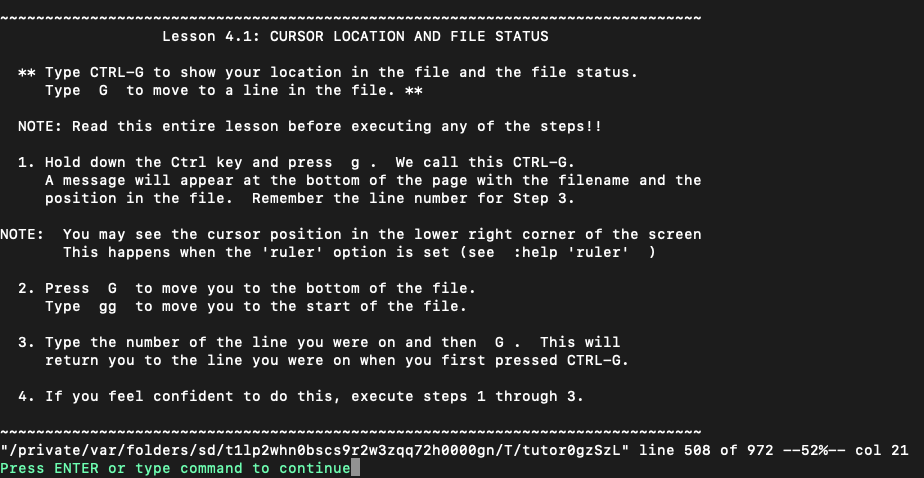 ~~~~~~~~~~~~~~~~~~~~~~~~~~~~~~~~~~~~~~~~~~~~~~~~~~~~~~~~~~~~~~~~~~~~~~~~~~~~~~
                  Lesson 4.1: CURSOR LOCATION AND FILE STATUS

  ** Type CTRL-G to show your location in the file and the file status.
     Type  G  to move to a line in the file. **

  NOTE: Read this entire lesson before executing any of the steps!!

  1. Hold down the Ctrl key and press  g .  We call this CTRL-G.
     A message will appear at the bottom of the page with the filename and the
     position in the file.  Remember the line number for Step 3.

NOTE:  You may see the cursor position in the lower right corner of the screen
       This happens when the 'ruler' option is set (see  :help 'ruler'  )

  2. Press  G  to move you to the bottom of the file.
     Type  gg  to move you to the start of the file.

  3. Type the number of the line you were on and then  G .  This will
     return you to the line you were on when you first pressed CTRL-G.

  4. If you feel confident to do this, execute steps 1 through 3.

~~~~~~~~~~~~~~~~~~~~~~~~~~~~~~~~~~~~~~~~~~~~~~~~~~~~~~~~~~~~~~~~~~~~~~~~~~~~~~
"/private/var/folders/sd/t1lp2whn0bscs9r2w3zqq72h0000gn/T/tutor0gzSzL" line 508 of 972 --52%-- col 21
Press ENTER or type command to continue